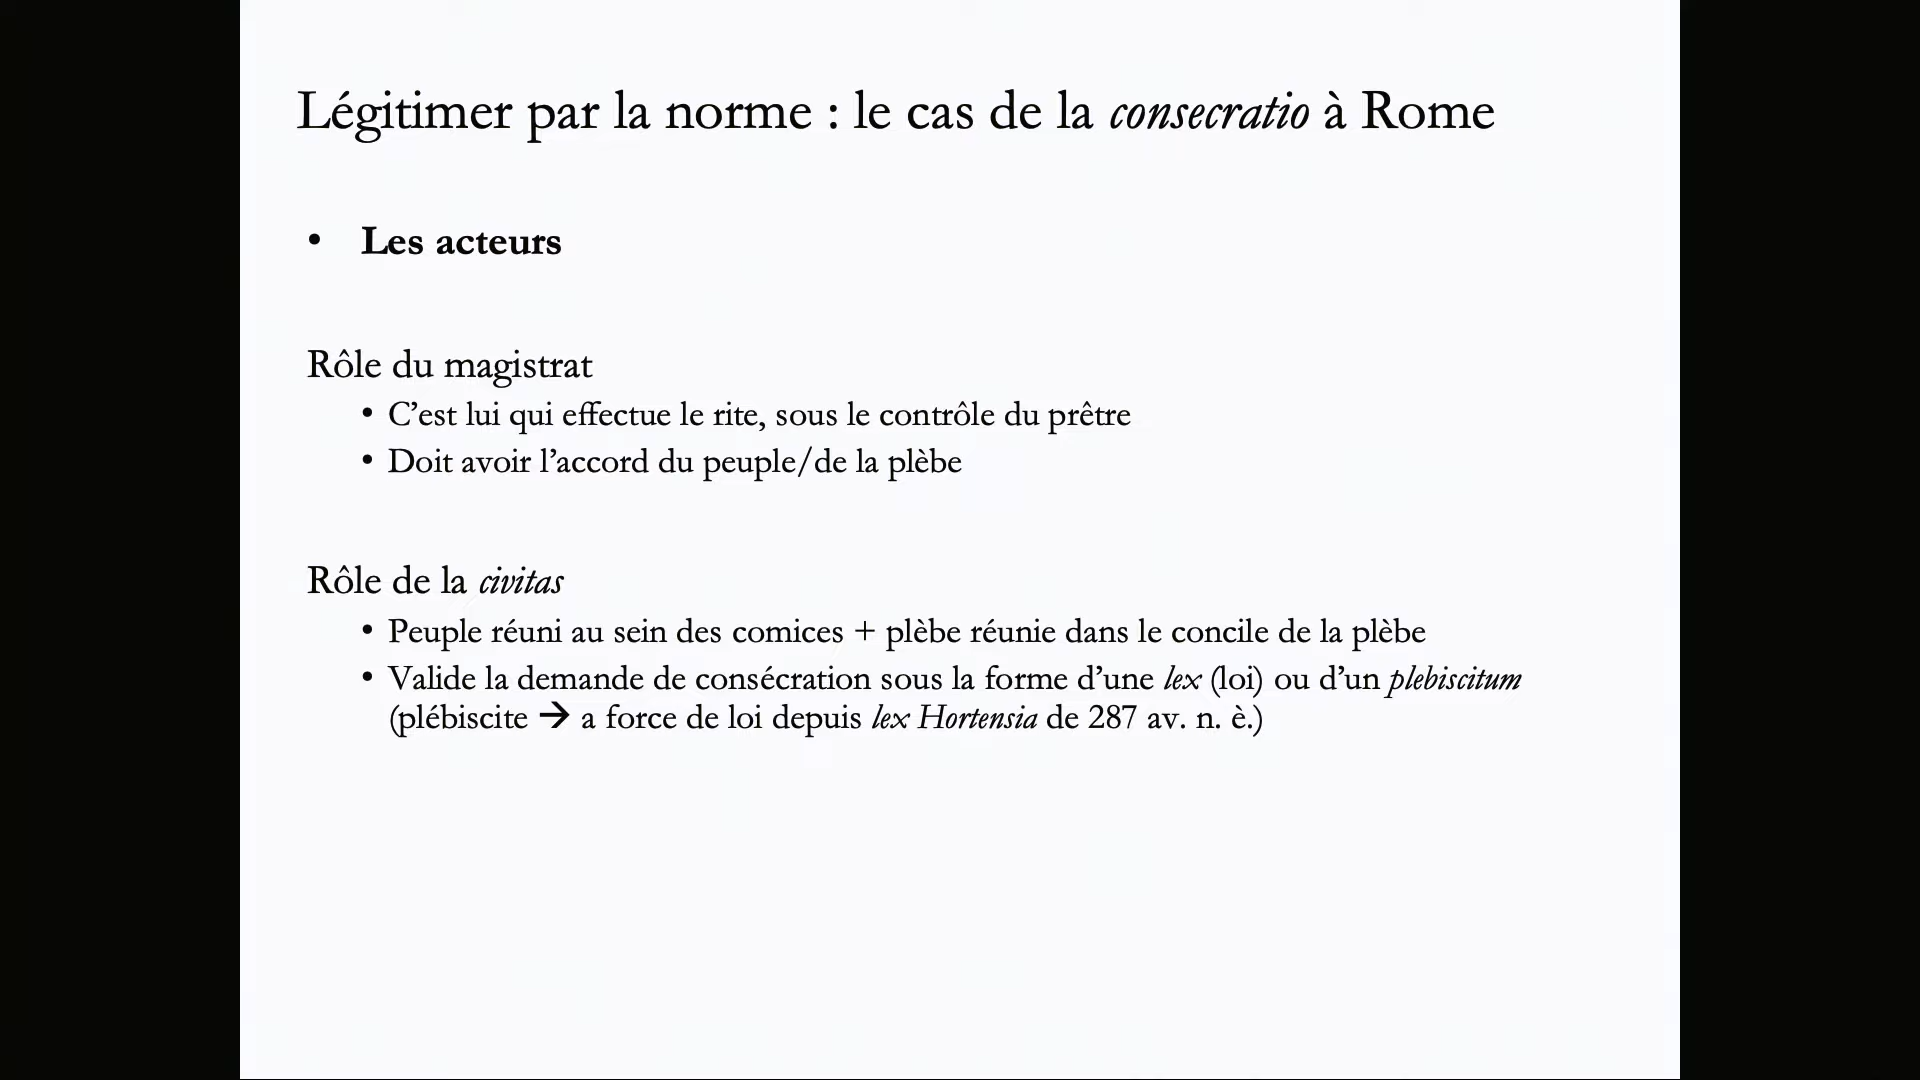 Légitimer par la norme : le cas de la consecratio à Rome
• Les acteurs
Rôle du magistrat
• C’est lui qui effectue le rite, sous le contrôle du prêtre
• Doit avoir l’accord du peuple/de la plèbe
Rôle de la civitas
• Peuple réuni au sein des comices + plèbe réunie dans le concile de la plèbe
• Valide la demande de consécration sous la forme d’une lex (loi) ou d’un plebiscitum
(plébiscite → a force de loi depuis lex Hortensia de 287 av. n. è.)